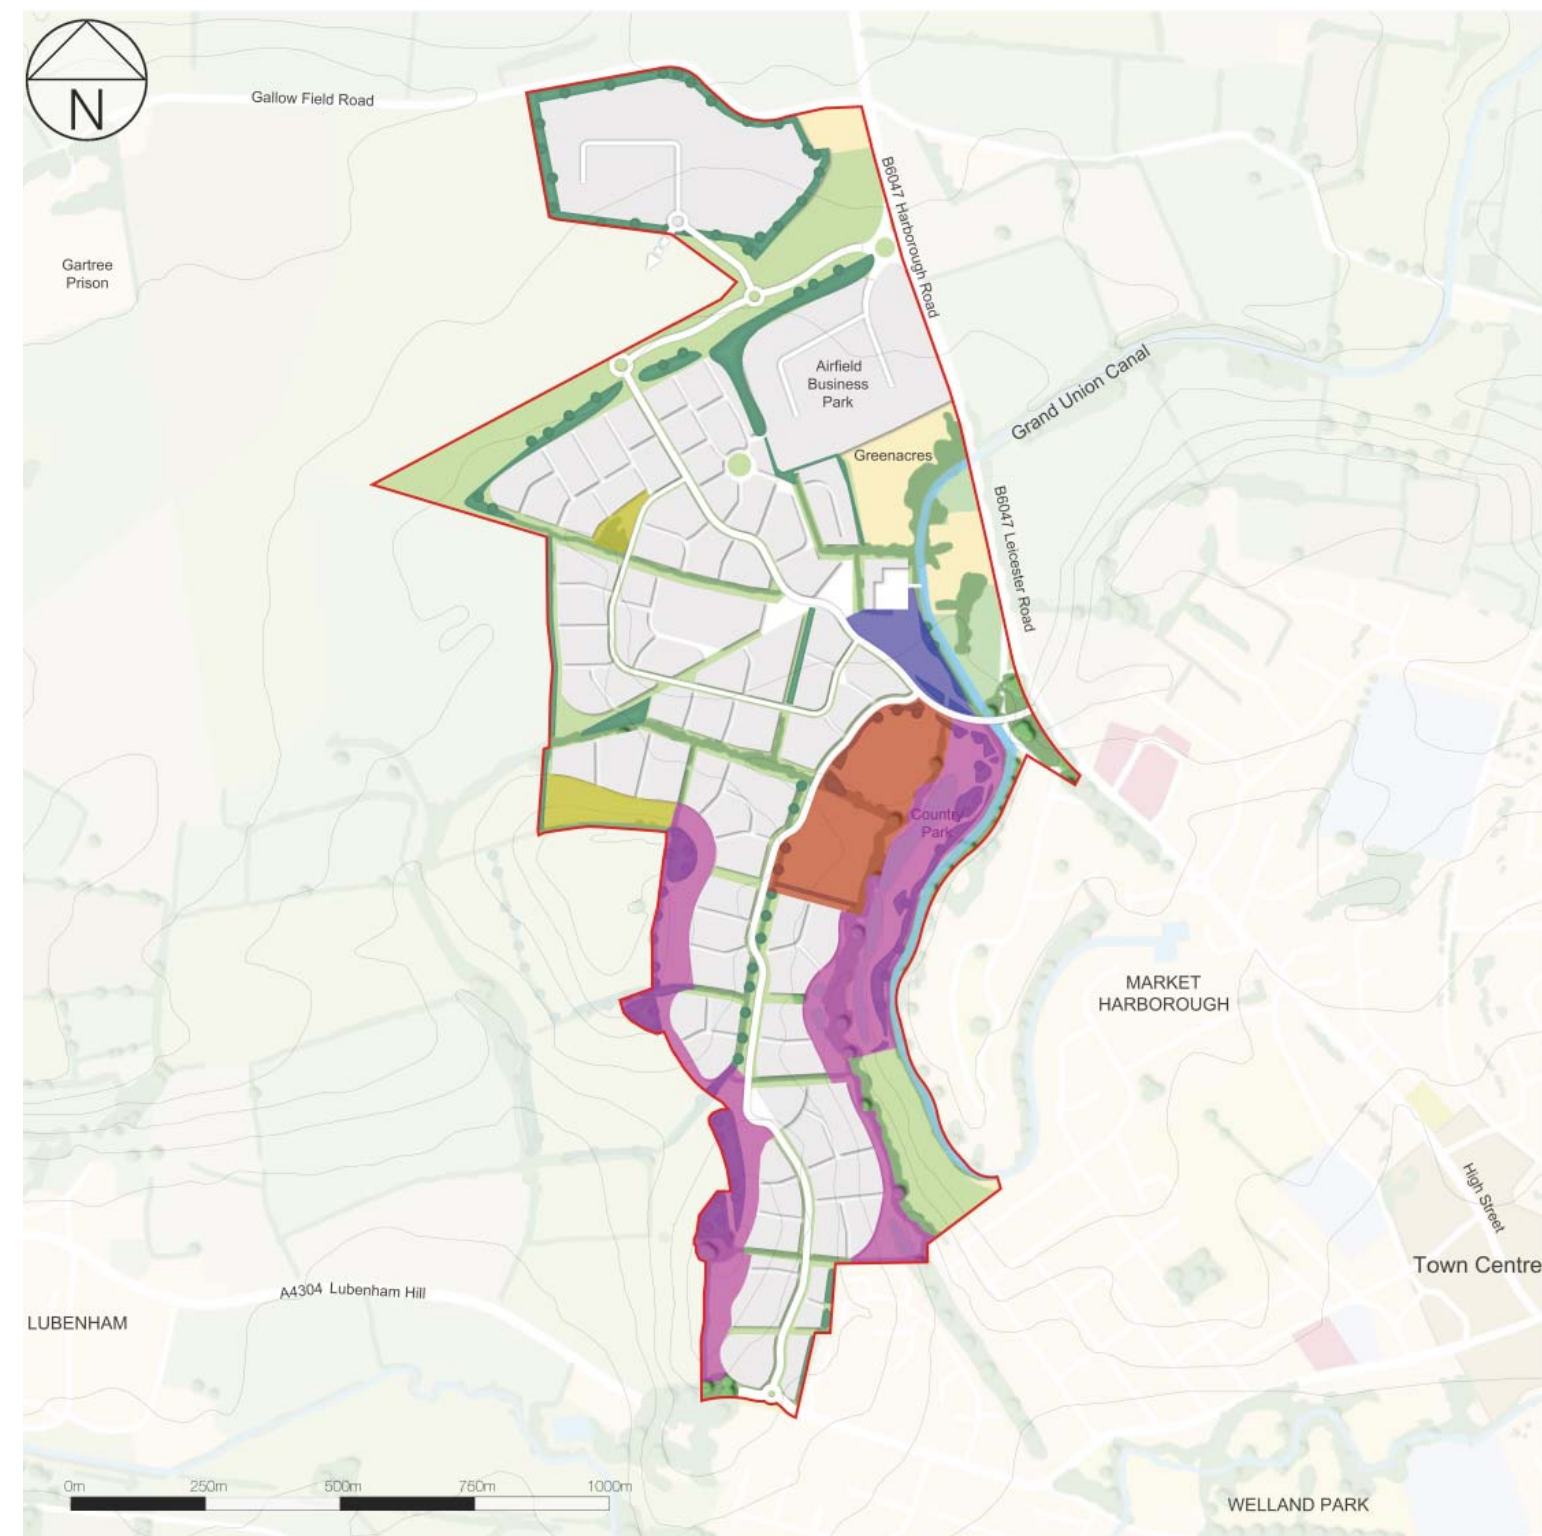 N
Gallow Field Road
B6047 Harborough Road
Gartree
Prison
Airfield
Business
Park
Grand Union Canal
Greenacres
B6047 Leicester Road
Country
Park
MARKET
HARBOROUGH
High Street
Town Centre
A4304 Lubenham Hill
LUBENHAM
0m 250m 500m 750m 1000m
WELLAND PARK